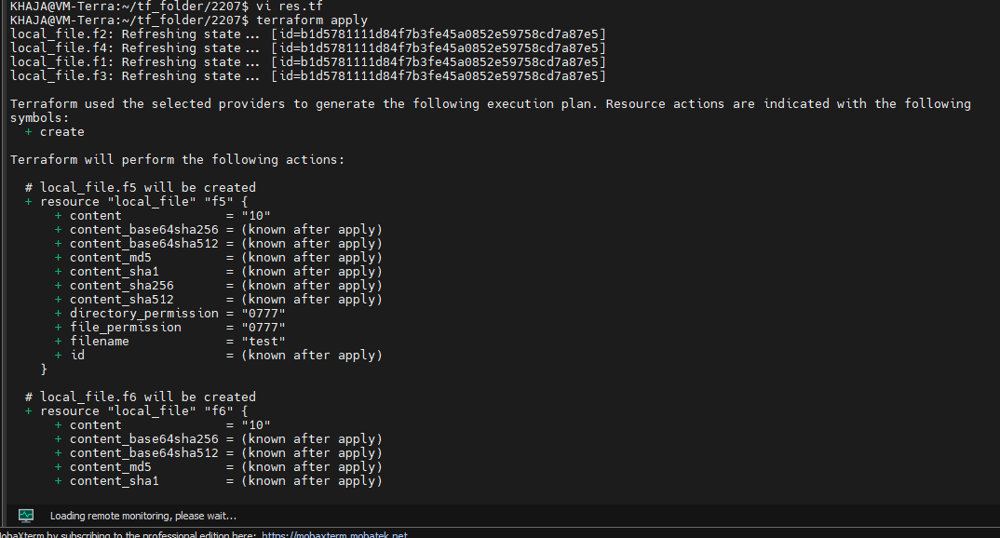 KHAJA@VM-Terra:~/tf_folder/2207$ vi res.tf
KHAJA@VM-Terra:~/tf_folder/2207$ terraform apply
local_file.f2: Refreshing state... [id=b1d5781111d84f7b3fe45a0852e59758cd7a87e5]
local_file.f4: Refreshing state... [id=b1d5781111d84f7b3fe45a0852e59758cd7a87e5]
local_file.f1: Refreshing state... [id=b1d5781111d84f7b3fe45a0852e59758cd7a87e5]
local_file.f3: Refreshing state... [id=b1d5781111d84f7b3fe45a0852e59758cd7a87e5]
Terraform used the selected providers to generate the following execution plan. Resource actions are indicated with the following
symbols:
  + create
Terraform will perform the following actions:
  # local_file.f5 will be created
  + resource "local_file" "f5" {
      + content              = "10"
      + content_base64sha256 = (known after apply)
      + content_base64sha512 = (known after apply)
      + content_md5          = (known after apply)
      + content_sha1         = (known after apply)
      + content_sha256       = (known after apply)
      + content_sha512       = (known after apply)
      + directory_permission = "0777"
      + file_permission      = "0777"
      + filename             = "test"
      + id                   = (known after apply)
    }
  # local_file.f6 will be created
  + resource "local_file" "f6" {
      + content              = "10"
      + content_base64sha256 = (known after apply)
      + content_base64sha512 = (known after apply)
      + content_md5          = (known after apply)
      + content_sha1         = (known after apply)
Loading remote monitoring, please wait...
MobaXterm by subscribing to the professional edition here: https://mobaxterm.mobatek.net